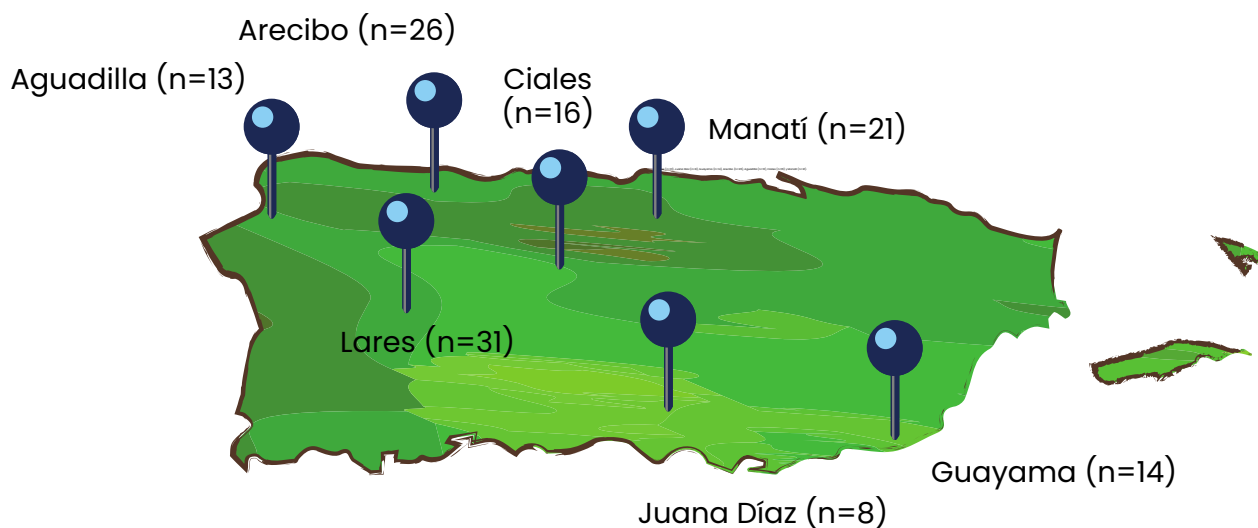 Arecibo (n=26)
Aguadilla (n=13)
Ciales
(n=16)
Manatí (n=21)
Lares (n=31)
Guayama (n=14)
Juana Díaz (n=8)